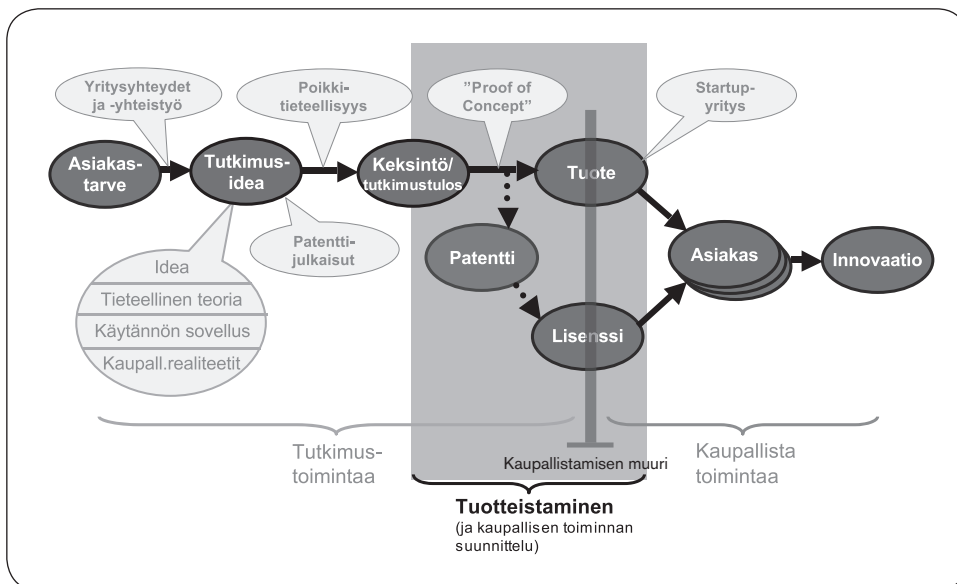 Yritysyhteydet
ja -yhteistyö
Poikki-
tieteellisyys
”Proof of
Concept”
Startup-
yritys
Asiakas-
tarve
Tutkimus-
idea
Keksintö/
tutkimustulos
Tuote
Patentti-
julkaisut
Patentti
Asiakas
Innovaatio
Idea
Tieteellinen teoria
Käytännön sovellus
Kaupall.realiteetit
Lisenssi
Tutkimus-
toimintaa
Kaupallistamisen muuri
Kaupallista
toimintaa
Tuotteistaminen
(ja kaupallisen toiminnan
suunnittelu)